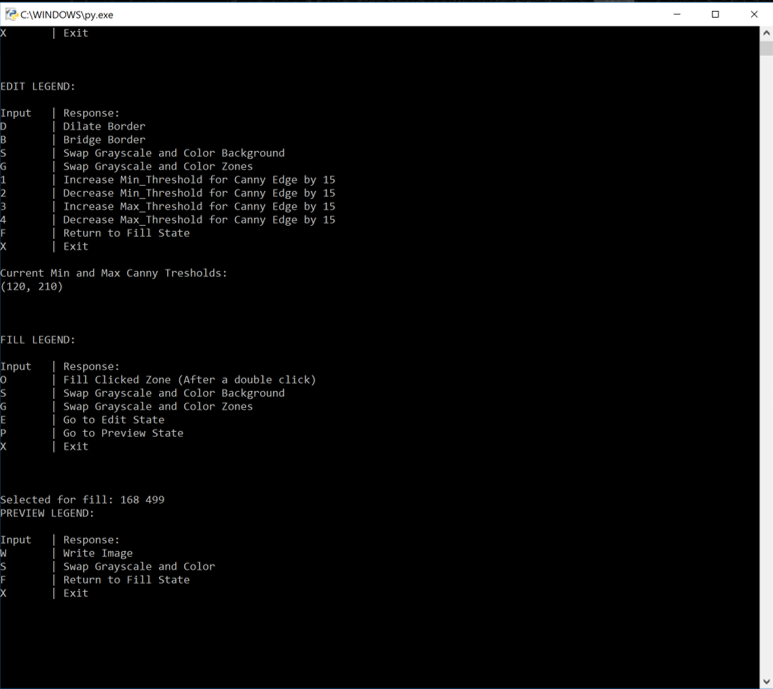 C:\WINDOWS\py.exe
X | Exit
EDIT LEGEND:
Input | Response:
D | Dilate Border
B | Bridge Border
S | Swap Grayscale and Color Background
G | Swap Grayscale and Color Zones
1 | Increase Min_Threshold for Canny Edge by 15
2 | Decrease Min_Threshold for Canny Edge by 15
3 | Increase Max_Threshold for Canny Edge by 15
4 | Decrease Max_Threshold for Canny Edge by 15
F | Return to Fill State
X | Exit
Current Min and Max Canny Tresholds:
(120, 210)
FILL LEGEND:
Input | Response:
O | Fill Clicked Zone (After a double click)
S | Swap Grayscale and Color Background
G | Swap Grayscale and Color Zones
E | Go to Edit State
P | Go to Preview State
X | Exit
Selected for fill: 168 499
PREVIEW LEGEND:
Input | Response:
W | Write Image
S | Swap Grayscale and Color
F | Return to Fill State
X | Exit